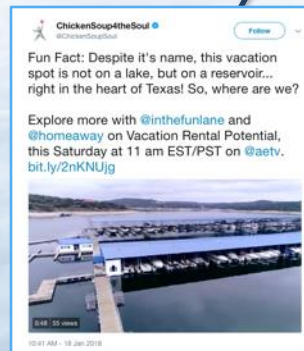 ChickenSoup4theSoul
@ChickenSoupSoul
Follow
Fun Fact: Despite it's name, this vacation
spot is not on a lake, but on a reservoir...
right in the heart of Texas! So, where are we?
Explore more with @inthefunlane and
@homeaway on Vacation Rental Potential,
this Saturday at 11 am EST/PST on @aetv.
bit.ly/2nKNUjg
0:48 55 views
10:41 AM - 18 Jan 2018